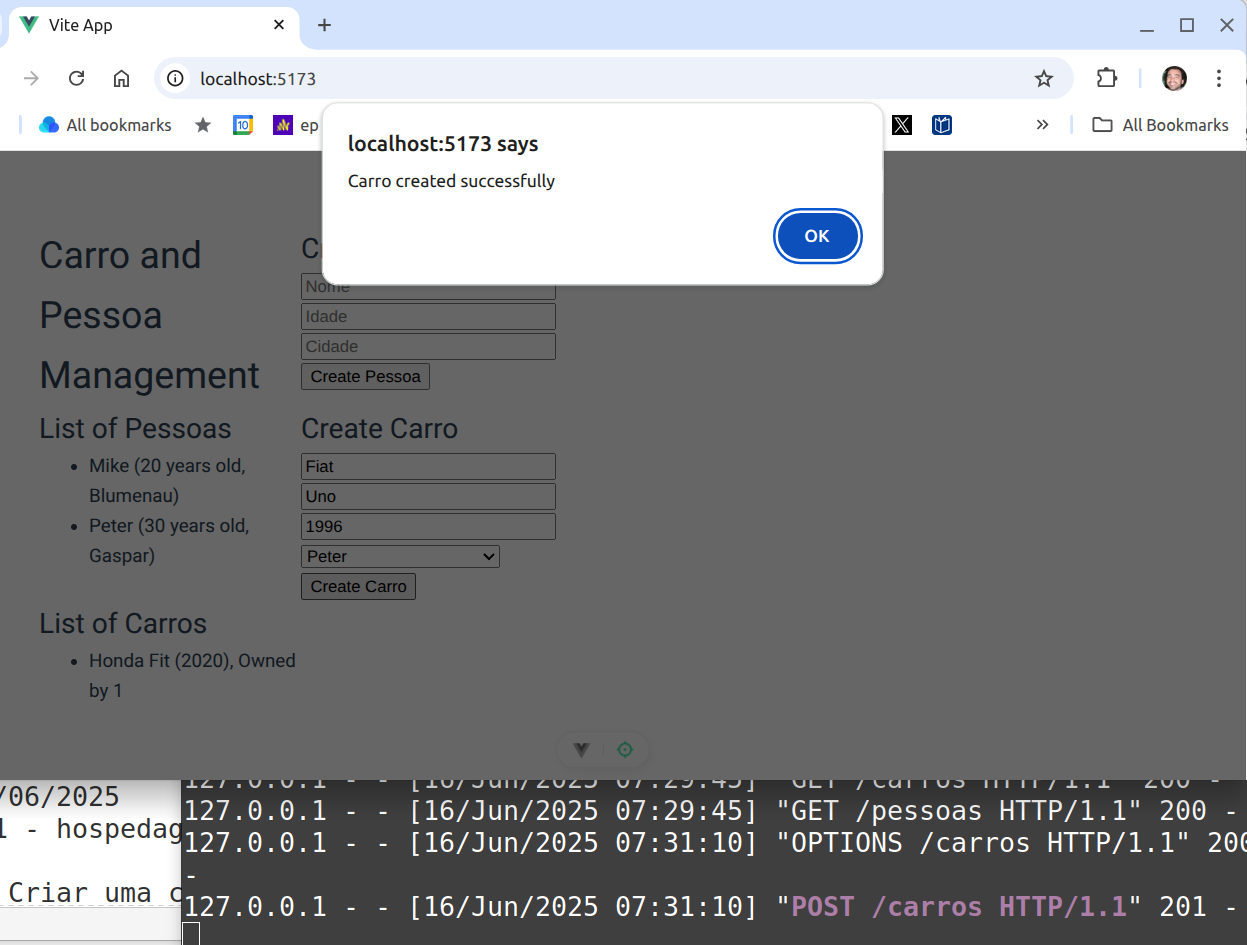 Vite App
localhost:5173
All bookmarks
10
ep
All Bookmarks
localhost:5173 says
Carro created successfully
OK
Carro and
Pessoa
Management
Nome
Idade
Cidade
Create Pessoa
List of Pessoas
Mike (20 years old,
Blumenau)
Peter (30 years old,
Gaspar)
Create Carro
Fiat
Uno
1996
Peter
Create Carro
List of Carros
Honda Fit (2020), Owned
by 1
/06/2025
1 - hospedag
Criar uma c
127.0.0.1 - - [16/Jun/2025 07:29:45] "GET /carros HTTP/1.1" 200 -
127.0.0.1 - - [16/Jun/2025 07:29:45] "GET /pessoas HTTP/1.1" 200 -
127.0.0.1 - - [16/Jun/2025 07:31:10] "OPTIONS /carros HTTP/1.1" 200
-
127.0.0.1 - - [16/Jun/2025 07:31:10] "POST /carros HTTP/1.1" 201 -